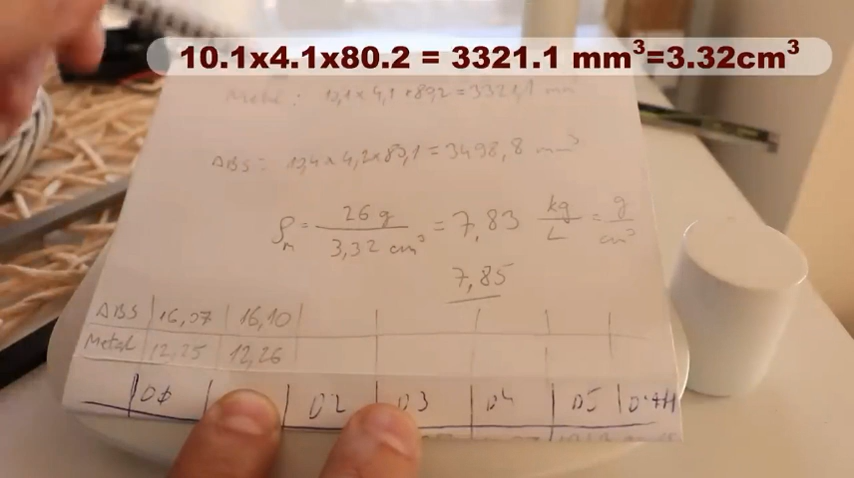 10.1x4.1x80.2 = 3321.1 mm³=3.32cm³
Metal: 10,1 x 4,1 x 80,2 = 3321,1 mm
ABS = 10,4 x 4,2 x 80,1 = 3498,8 mm³
ρm = 26 g / 3,32 cm³ = 7,83 kg/L = g/cm³
7,85
ABS | 16,07 | 16,10
Metal | 12,25 | 12,26
D2 | D3 | D4 | D5